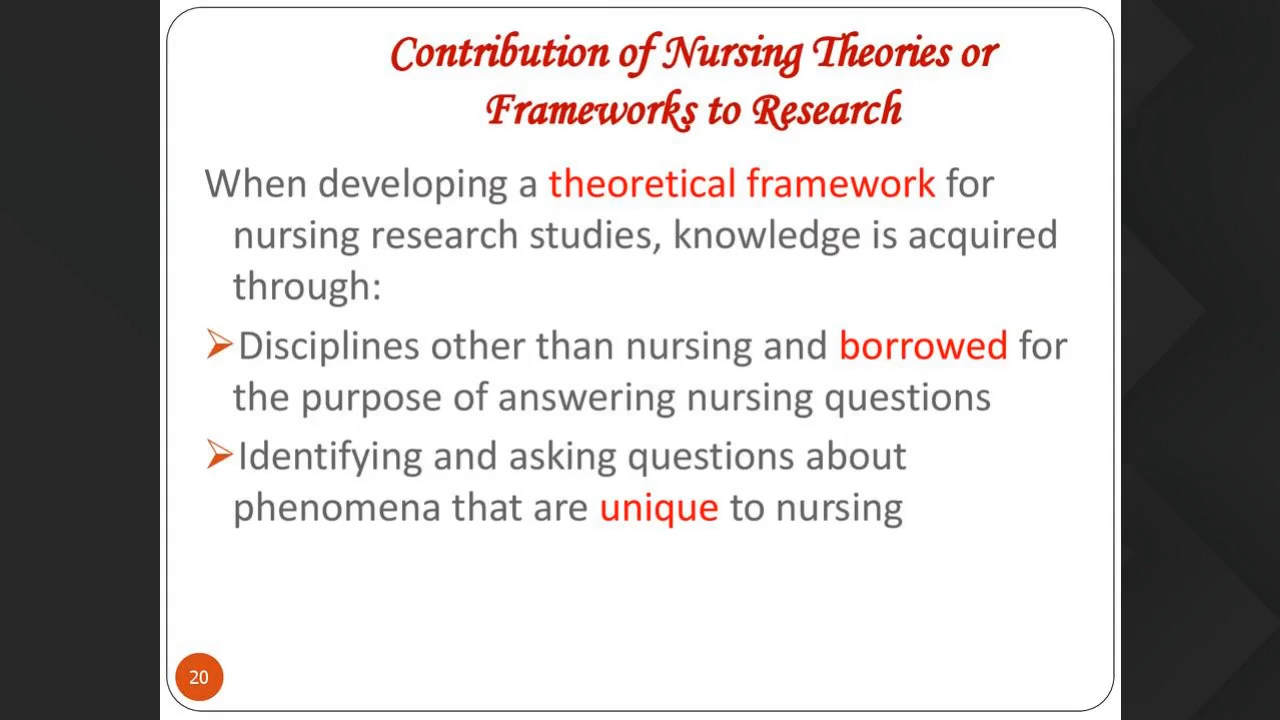 Contribution of Nursing Theories or
Frameworks to Research
When developing a theoretical framework for
nursing research studies, knowledge is acquired
through:
Disciplines other than nursing and borrowed for
the purpose of answering nursing questions
Identifying and asking questions about
phenomena that are unique to nursing
20